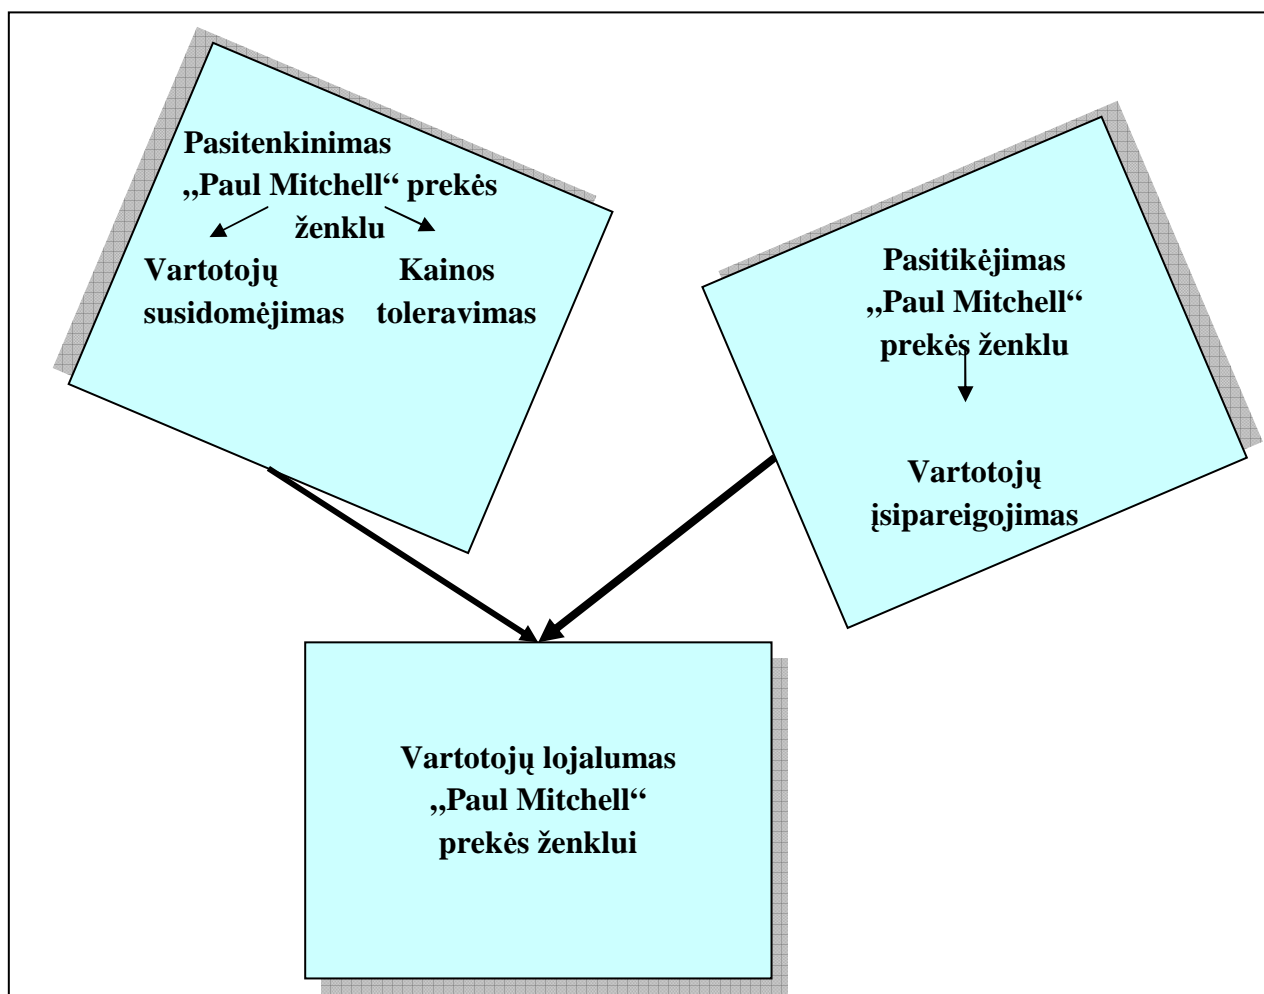 Pasitenkinimas
„Paul Mitchell“ prekės
ženklu
Vartotojų
susidomėjimas
Kainos
toleravimas
Pasitikėjimas
„Paul Mitchell“
prekės ženklu
Vartotojų
įsipareigojimas
Vartotojų lojalumas
„Paul Mitchell“
prekės ženklui